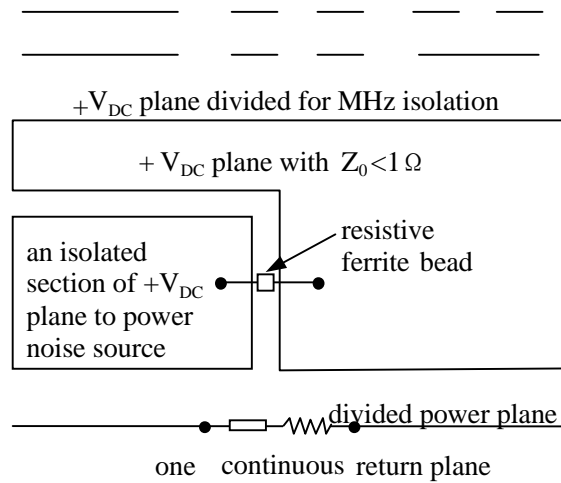 +V_DC plane divided for MHz isolation
+ V_DC plane with Z_0<1 Ω
an isolated
section of +V_DC
plane to power
noise source
resistive
ferrite bead
divided power plane
one continuous return plane